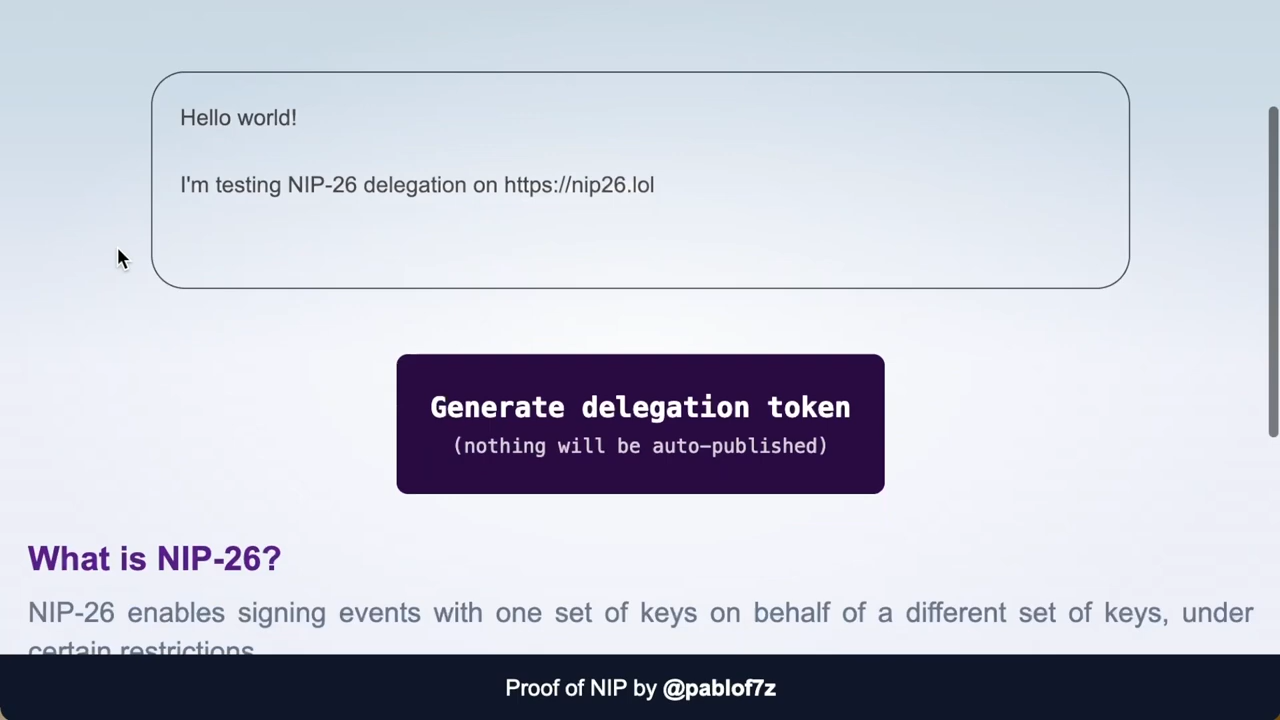 Hello world!
I'm testing NIP-26 delegation on https://nip26.lol
Generate delegation token
(nothing will be auto-published)
What is NIP-26?
NIP-26 enables signing events with one set of keys on behalf of a different set of keys, under
certain restrictions
Proof of NIP by @pablof7z